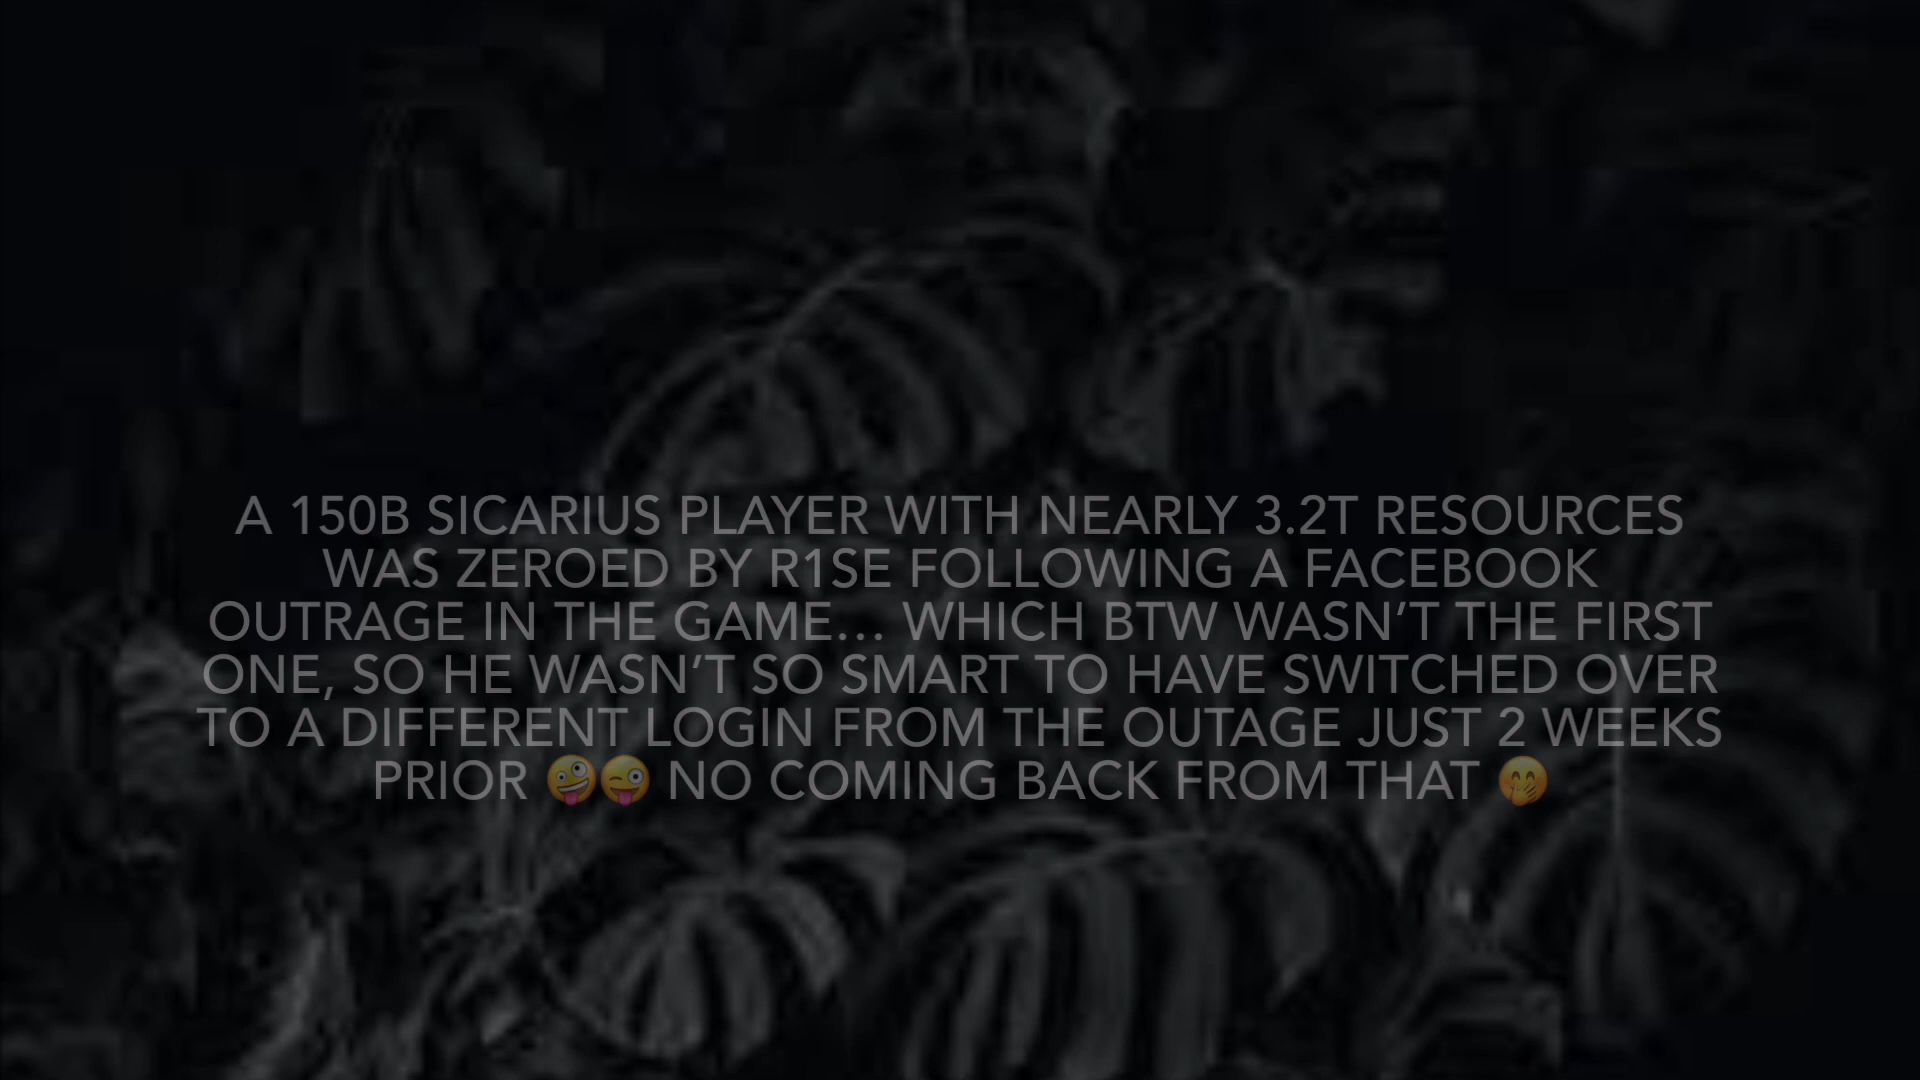 A 150B SICARIUS PLAYER WITH NEARLY 3.2T RESOURCES
WAS ZEROED BY R1SE FOLLOWING A FACEBOOK
OUTRAGE IN THE GAME... WHICH BTW WASN'T THE FIRST
ONE, SO HE WASN'T SO SMART TO HAVE SWITCHED OVER
TO A DIFFERENT LOGIN FROM THE OUTAGE JUST 2 WEEKS
PRIOR 🤪😜 NO COMING BACK FROM THAT 🤭